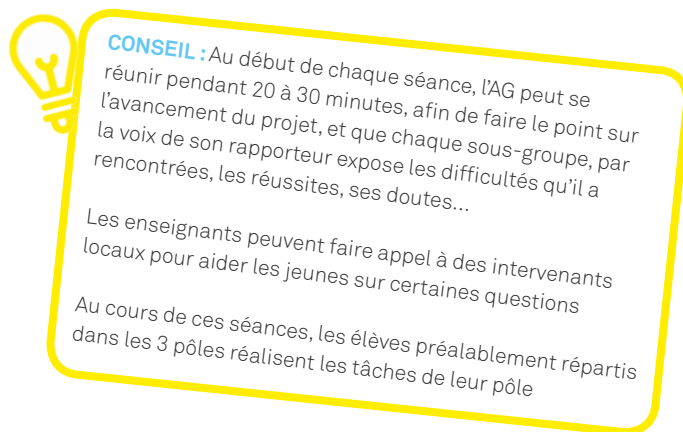 CONSEIL : Au début de chaque séance, l'AG peut se
réunir pendant 20 à 30 minutes, afin de faire le point sur
l'avancement du projet, et que chaque sous-groupe, par
la voix de son rapporteur expose les difficultés qu'il a
rencontrées, les réussites, ses doutes...
Les enseignants peuvent faire appel à des intervenants
locaux pour aider les jeunes sur certaines questions
Au cours de ces séances, les élèves préalablement répartis
dans les 3 pôles réalisent les tâches de leur pôle